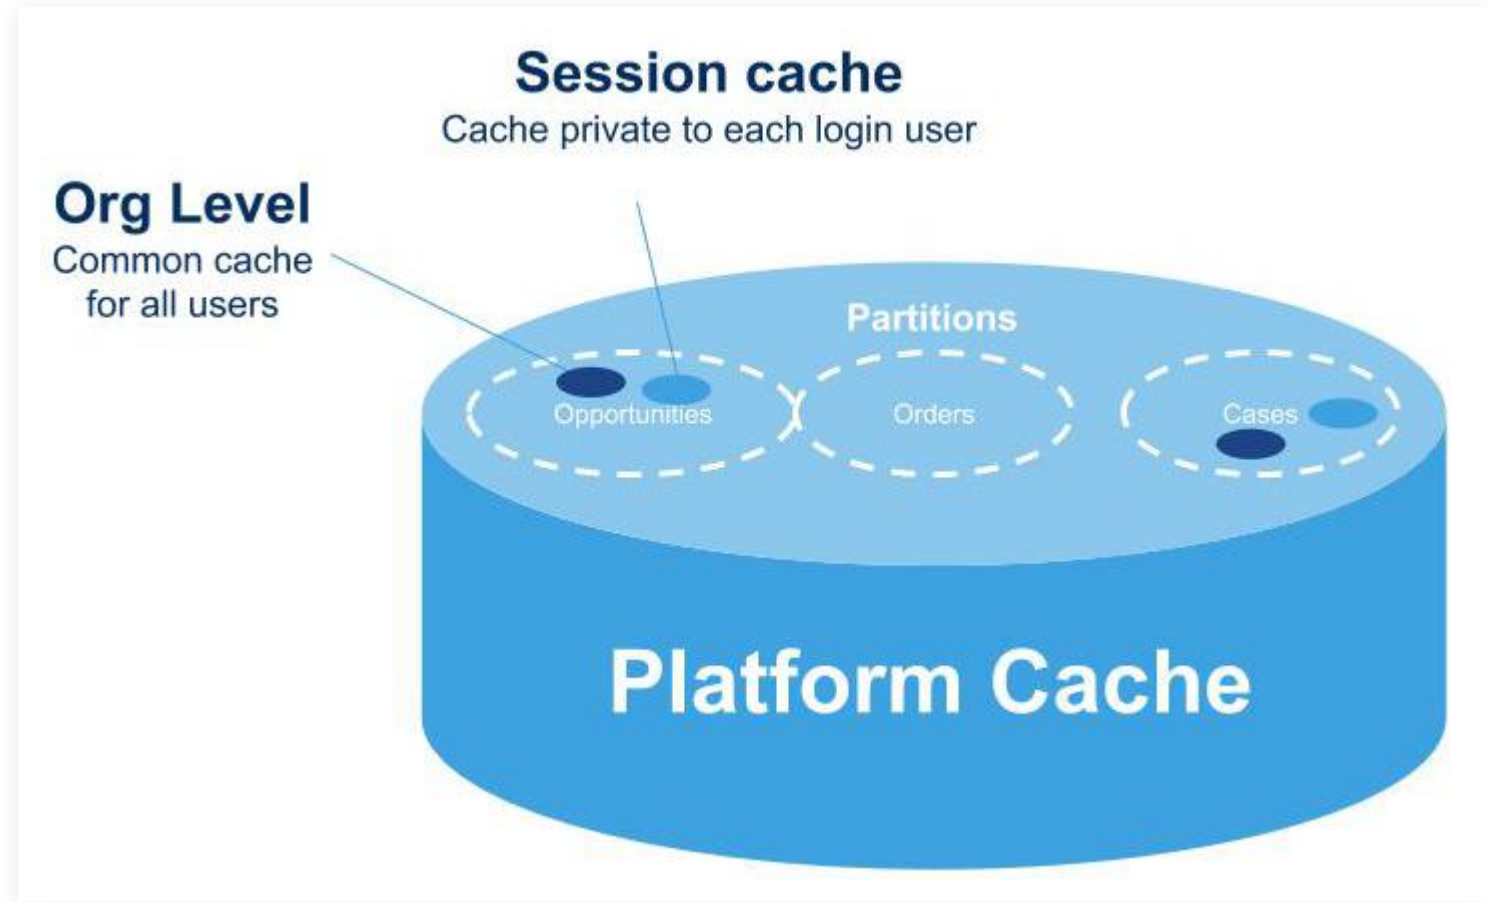 Session cache
Cache private to each login user
Org Level
Common cache
for all users
Partitions
Opportunities
Orders
Cases
Platform Cache